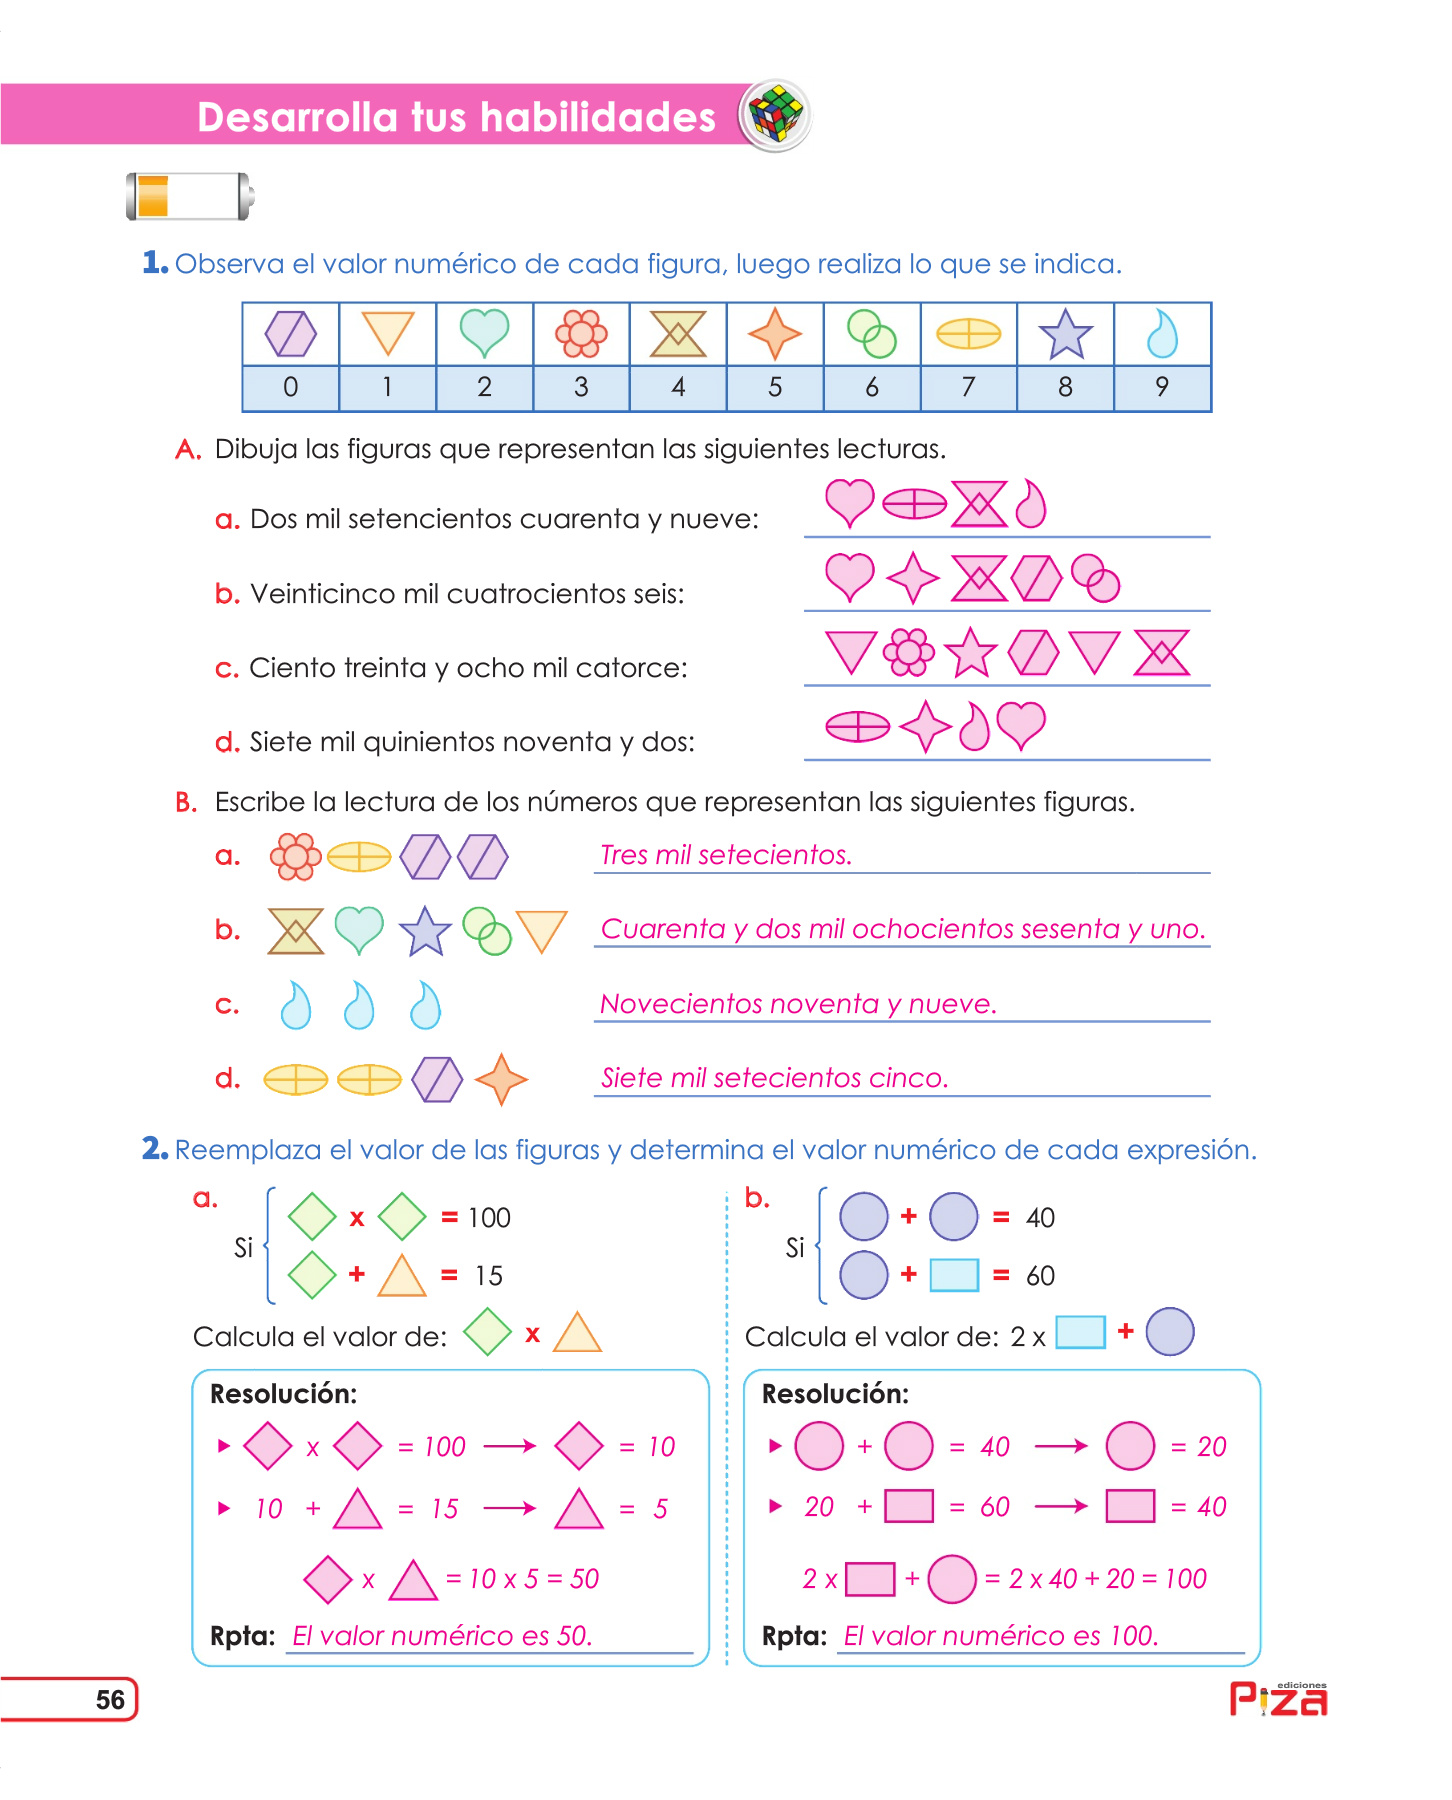 Desarrolla tus habilidades
1. Observa el valor numérico de cada figura, luego realiza lo que se indica.
0 1 2 3 4 5 6 7 8 9
A. Dibuja las figuras que representan las siguientes lecturas.
a. Dos mil setencientos cuarenta y nueve:
b. Veinticinco mil cuatrocientos seis:
c. Ciento treinta y ocho mil catorce:
d. Siete mil quinientos noventa y dos:
B. Escribe la lectura de los números que representan las siguientes figuras.
a. Tres mil setecientos.
b. Cuarenta y dos mil ochocientos sesenta y uno.
c. Novecientos noventa y nueve.
d. Siete mil setecientos cinco.
2. Reemplaza el valor de las figuras y determina el valor numérico de cada expresión.
a.
Si
x = 100
+ = 15
Calcula el valor de: x
Resolución:
x = 100 = 10
10 + = 15 = 5
x = 10 x 5 = 50
Rpta: El valor numérico es 50.
b.
Si
+ = 40
+ = 60
Calcula el valor de: 2 x +
Resolución:
+ = 40 = 20
20 + = 60 = 40
2 x + = 2 x 40 + 20 = 100
Rpta: El valor numérico es 100.
56
ediciones
Piza